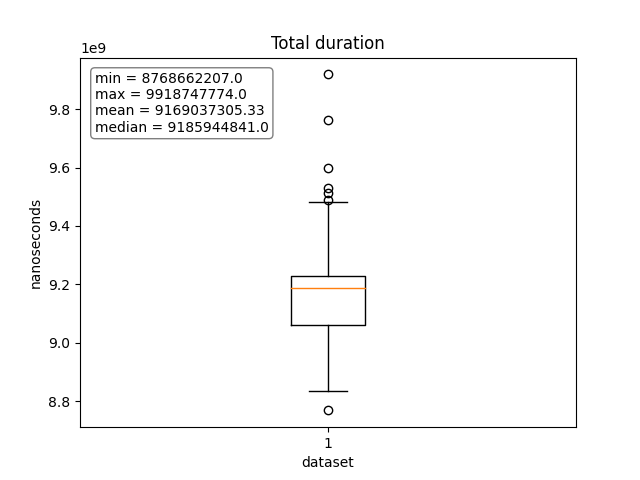 Total duration
1e9
min = 8768662207.0
max = 9918747774.0
mean = 9169037305.33
median = 9185944841.0
9.8
9.6
9.4
9.2
9.0
8.8
nanoseconds
1
dataset